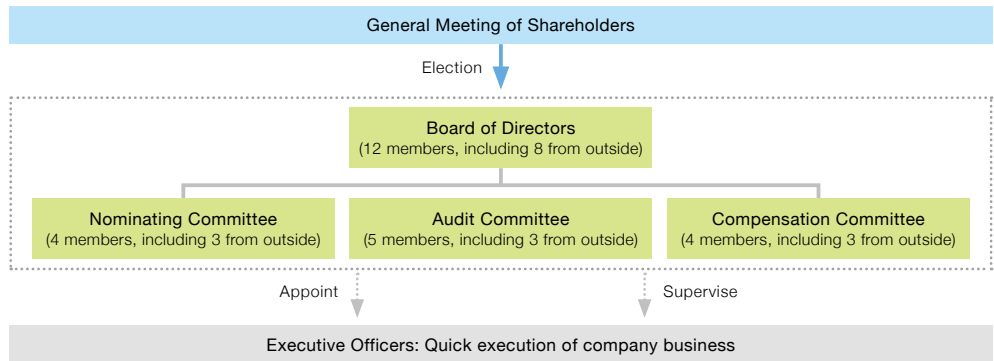 General Meeting of Shareholders
Election
Board of Directors
(12 members, including 8 from outside)
Nominating Committee
(4 members, including 3 from outside)
Audit Committee
(5 members, including 3 from outside)
Compensation Committee
(4 members, including 3 from outside)
Appoint
Supervise
Executive Officers: Quick execution of company business